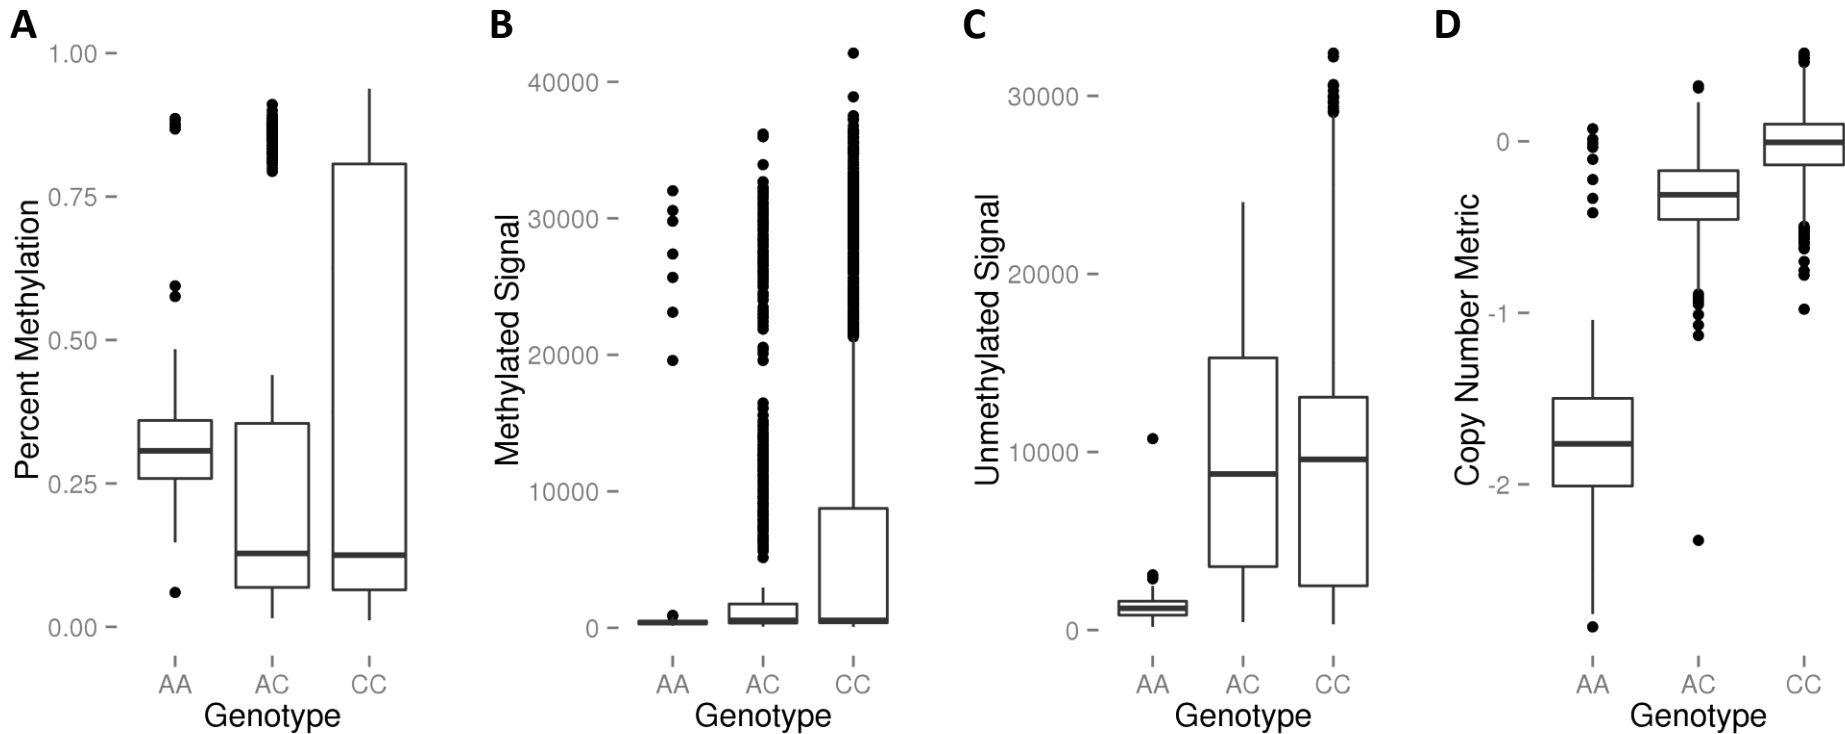 A
Percent Methylation
1.00
0.75
0.50
0.25
0.00
AA AC CC
Genotype
B
Methylated Signal
40000
30000
20000
10000
0
AA AC CC
Genotype
C
Unmethylated Signal
30000
20000
10000
0
AA AC CC
Genotype
D
Copy Number Metric
0
-1
-2
AA AC CC
Genotype